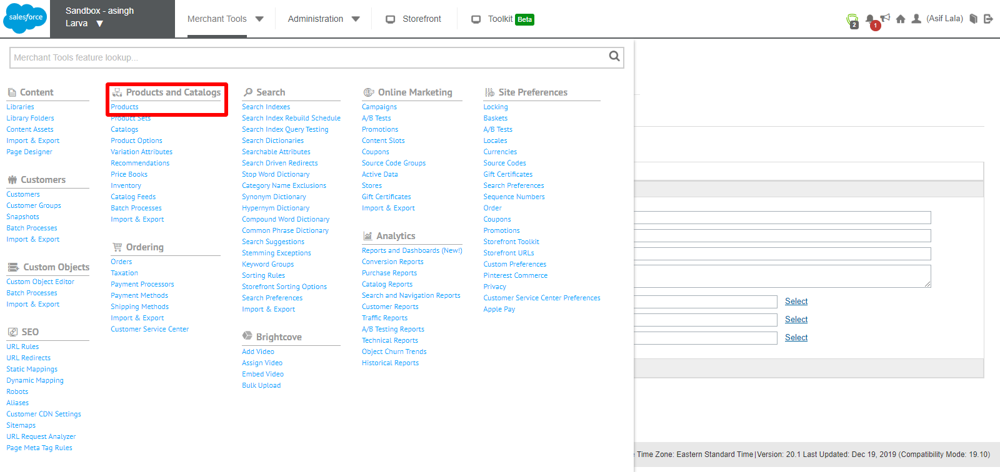 salesforce
Sandbox - asingh
Larva ▼
Merchant Tools
Administration
Storefront
Toolkit Beta
2
1
(Asif Lala)
Merchant Tools feature lookup...
Content
Libraries
Library Folders
Content Assets
Import & Export
Page Designer
Customers
Customers
Customer Groups
Snapshots
Batch Processes
Import & Export
Custom Objects
Custom Object Editor
Batch Processes
Import & Export
SEO
URL Rules
URL Redirects
Static Mappings
Dynamic Mapping
Robots
Aliases
Customer CDN Settings
Sitemaps
URL Request Analyzer
Page Meta Tag Rules
Products and Catalogs
Products
Product Sets
Catalogs
Product Options
Variation Attributes
Recommendations
Price Books
Inventory
Catalog Feeds
Batch Processes
Import & Export
Ordering
Orders
Taxation
Payment Processors
Payment Methods
Shipping Methods
Import & Export
Customer Service Center
Search
Search Indexes
Search Index Rebuild Schedule
Search Index Query Testing
Search Dictionaries
Searchable Attributes
Search Driven Redirects
Stop Word Dictionary
Category Name Exclusions
Synonym Dictionary
Hypernym Dictionary
Compound Word Dictionary
Common Phrase Dictionary
Search Suggestions
Stemming Exceptions
Keyword Groups
Sorting Rules
Storefront Sorting Options
Search Preferences
Import & Export
Brightcove
Add Video
Assign Video
Embed Video
Bulk Upload
Online Marketing
Campaigns
A/B Tests
Promotions
Content Slots
Coupons
Source Code Groups
Active Data
Stores
Gift Certificates
Import & Export
Analytics
Reports and Dashboards (New!)
Conversion Reports
Purchase Reports
Catalog Reports
Search and Navigation Reports
Customer Reports
Traffic Reports
A/B Testing Reports
Technical Reports
Object Churn Trends
Historical Reports
Site Preferences
Locking
Baskets
A/B Tests
Locales
Currencies
Source Codes
Gift Certificates
Search Preferences
Sequence Numbers
Order
Coupons
Promotions
Storefront Toolkit
Storefront URLs
Custom Preferences
Pinterest Commerce
Privacy
Customer Service Center Preferences
Apple Pay
Select
Select
Select
Time Zone: Eastern Standard Time|Version: 20.1 Last Updated: Dec 19, 2019 (Compatibility Mode: 19.10)